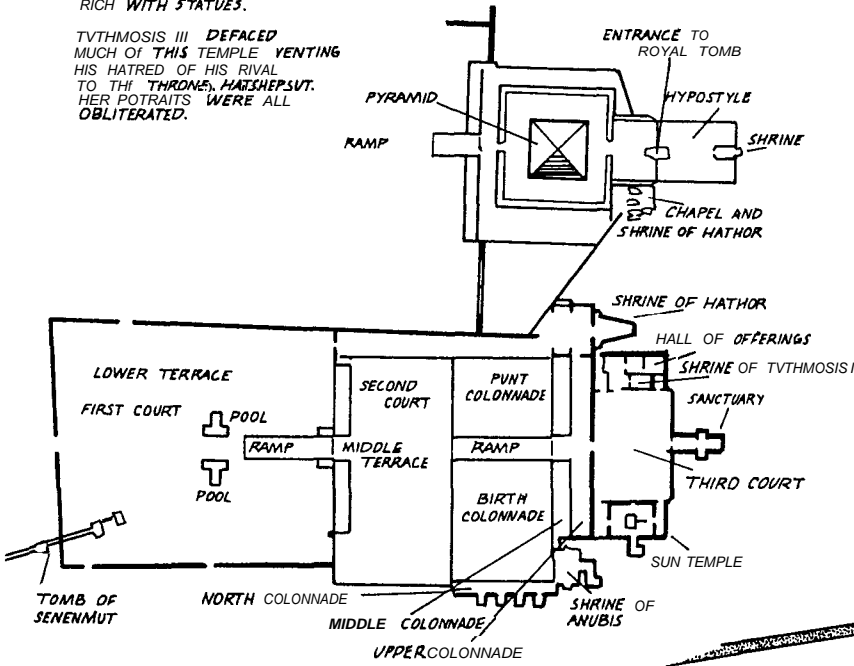 RICH WITH STATUES.
TVTHMOSIS III DEFACED
MUCH Of THIS TEMPLE VENTING
HIS HATRED OF HIS RIVAL
TO THf THRONE, HATSHEPSUT.
HER POTRAITS WERE ALL
OBLITERATED.
ENTRANCE TO
ROYAL TOMB
PYRAMID
HYPOSTYLE
RAMP
SHRINE
CHAPEL AND
SHRINE OF HATHOR
SHRINE OF HATHOR
HALL OF OFFERINGS
LOWER TERRACE
SECOND
COURT
PUNT
COLONNADE
SHRINE OF TVTHMOSIS I
FIRST COURT
POOL
SANCTUARY
RAMP
MIDDLE
TERRACE
RAMP
POOL
BIRTH
COLONNADE
THIRD COURT
SUN TEMPLE
TOMB OF
SENENMUT
NORTH COLONNADE
MIDDLE COLONNADE
SHRINE OF
ANUBIS
UPPER COLONNADE